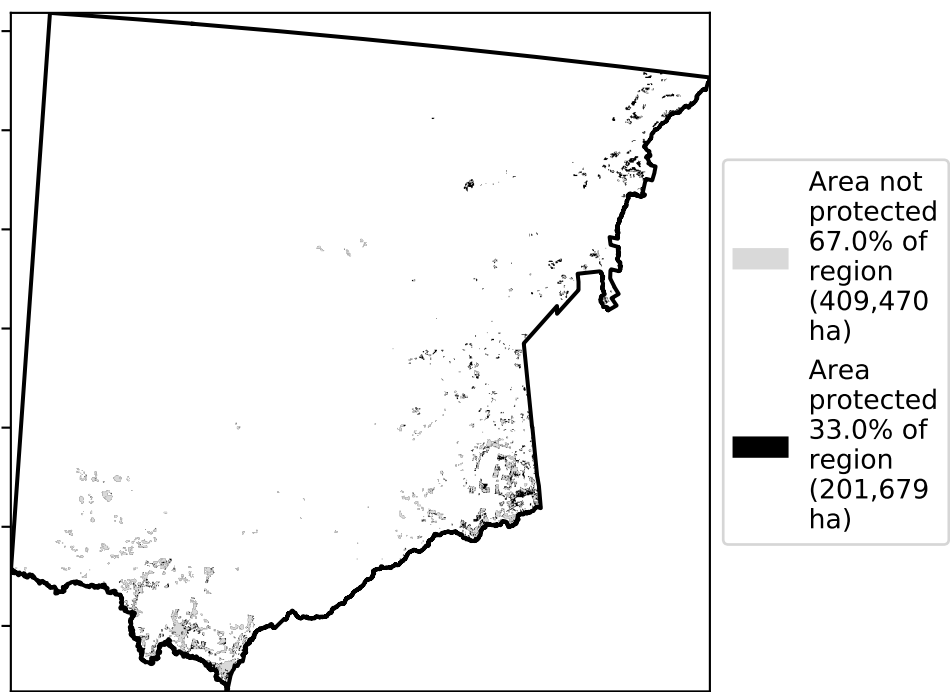 Area not
protected
67.0% of
region
(409,470
ha)
Area
protected
33.0% of
region
(201,679
ha)